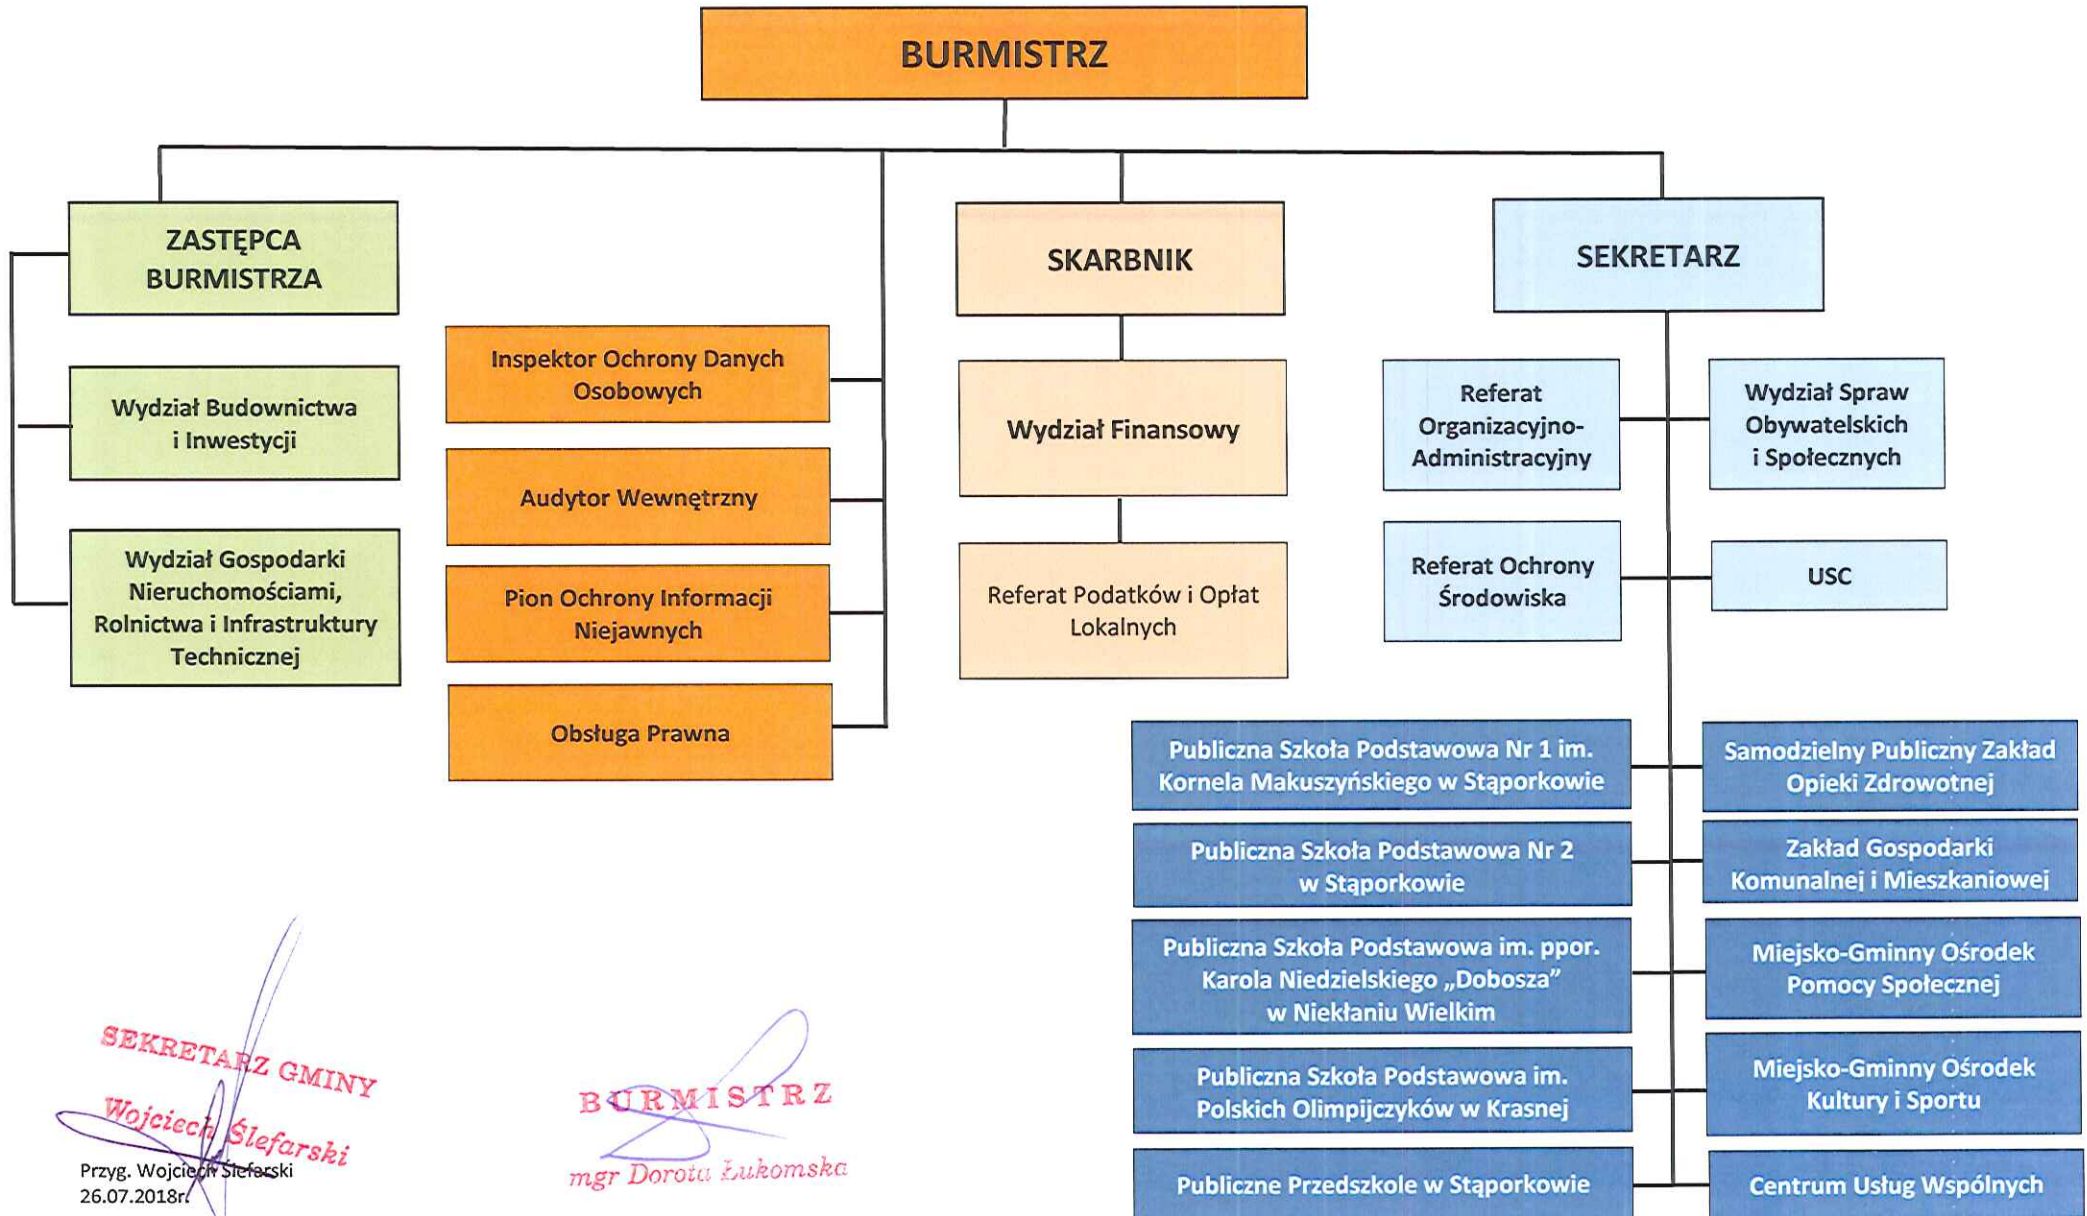 BURMISTRZ
ZASTĘPCA
BURMISTRZA
Wydział Budownictwa
i Inwestycji
Wydział Gospodarki
Nieruchomościami,
Rolnictwa i Infrastruktury
Technicznej
Inspektor Ochrony Danych
Osobowych
Audytor Wewnętrzny
Pion Ochrony Informacji
Niejawnych
Obsługa Prawna
SKARBNIK
Wydział Finansowy
Referat Podatków i Opłat
Lokalnych
SEKRETARZ
Referat
Organizacyjno-
Administracyjny
Wydział Spraw
Obywatelskich
i Społecznych
Referat Ochrony
Środowiska
USC
Publiczna Szkoła Podstawowa Nr 1 im.
Kornela Makuszyńskiego w Stąporkowie
Samodzielny Publiczny Zakład
Opieki Zdrowotnej
Publiczna Szkoła Podstawowa Nr 2
w Stąporkowie
Zakład Gospodarki
Komunalnej i Mieszkaniowej
Publiczna Szkoła Podstawowa im. ppor.
Karola Niedzielskiego „Dobosza”
w Niekłaniu Wielkim
Miejsko-Gminny Ośrodek
Pomocy Społecznej
Publiczna Szkoła Podstawowa im.
Polskich Olimpijczyków w Krasnej
Miejsko-Gminny Ośrodek
Kultury i Sportu
Publiczne Przedszkole w Stąporkowie
Centrum Usług Wspólnych
SEKRETARZ GMINY
Wojciech Ślefarski
Przyg. Wojciech Ślefarski
26.07.2018r.
BURMISTRZ
mgr Dorota Łukomska